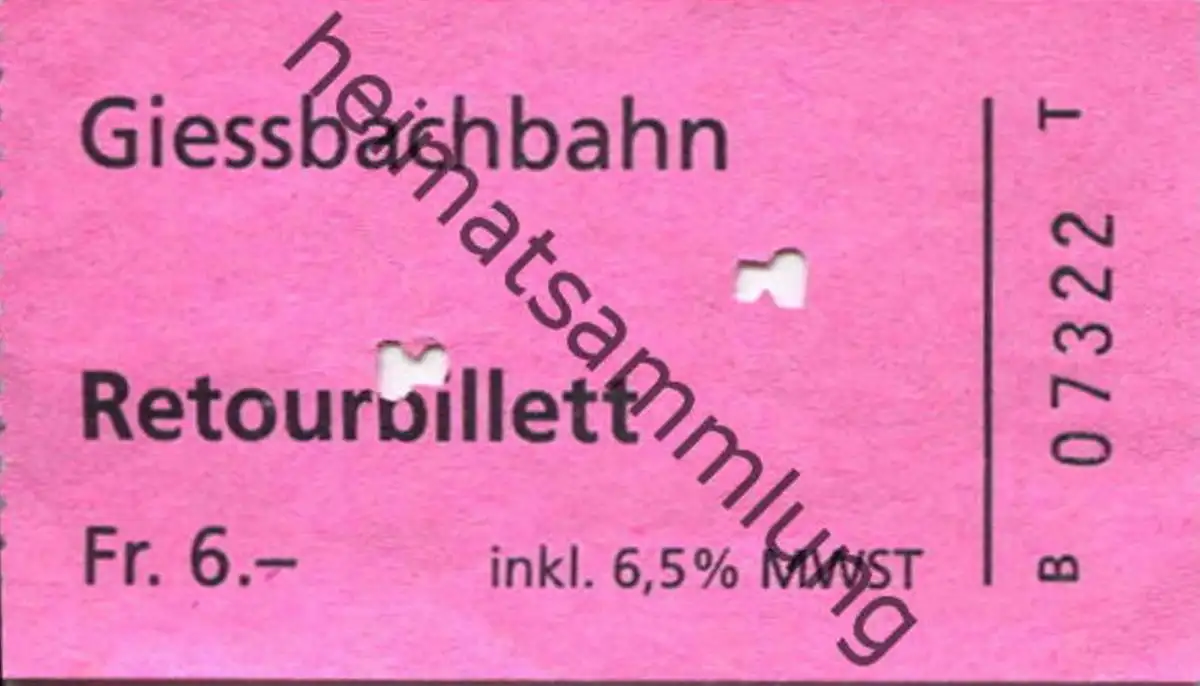 Giessbachbahn
Retourbillett
Fr. 6.–
inkl. 6,5% MWST
B 07322 T
heimatsammlung